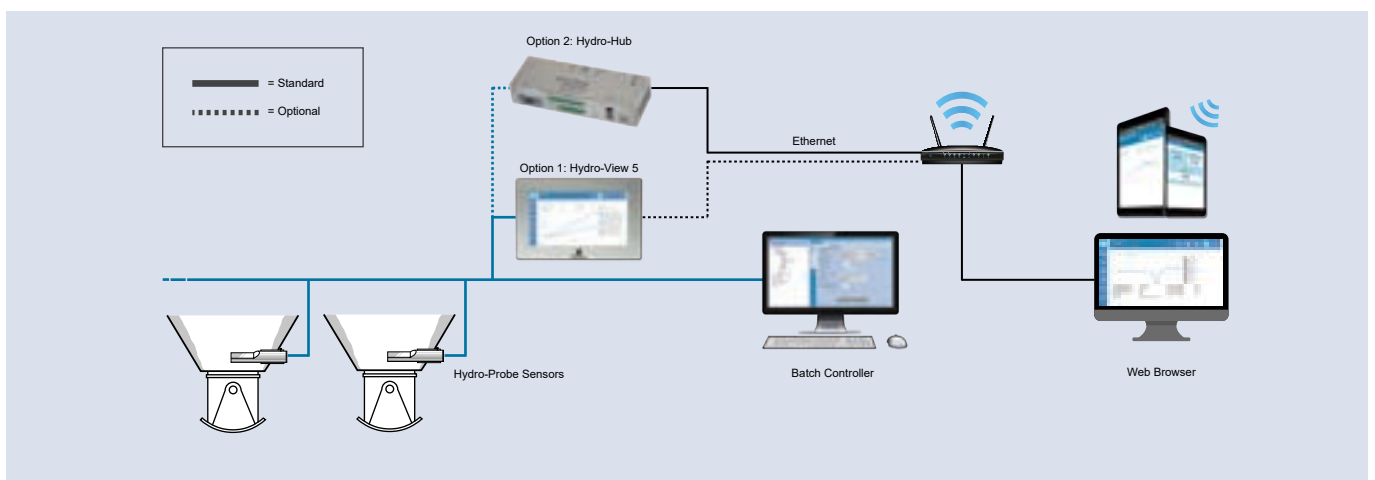 Option 2: Hydro-Hub
= Standard
= Optional
Ethernet
Option 1: Hydro-View 5
Hydro-Probe Sensors
Batch Controller
Web Browser